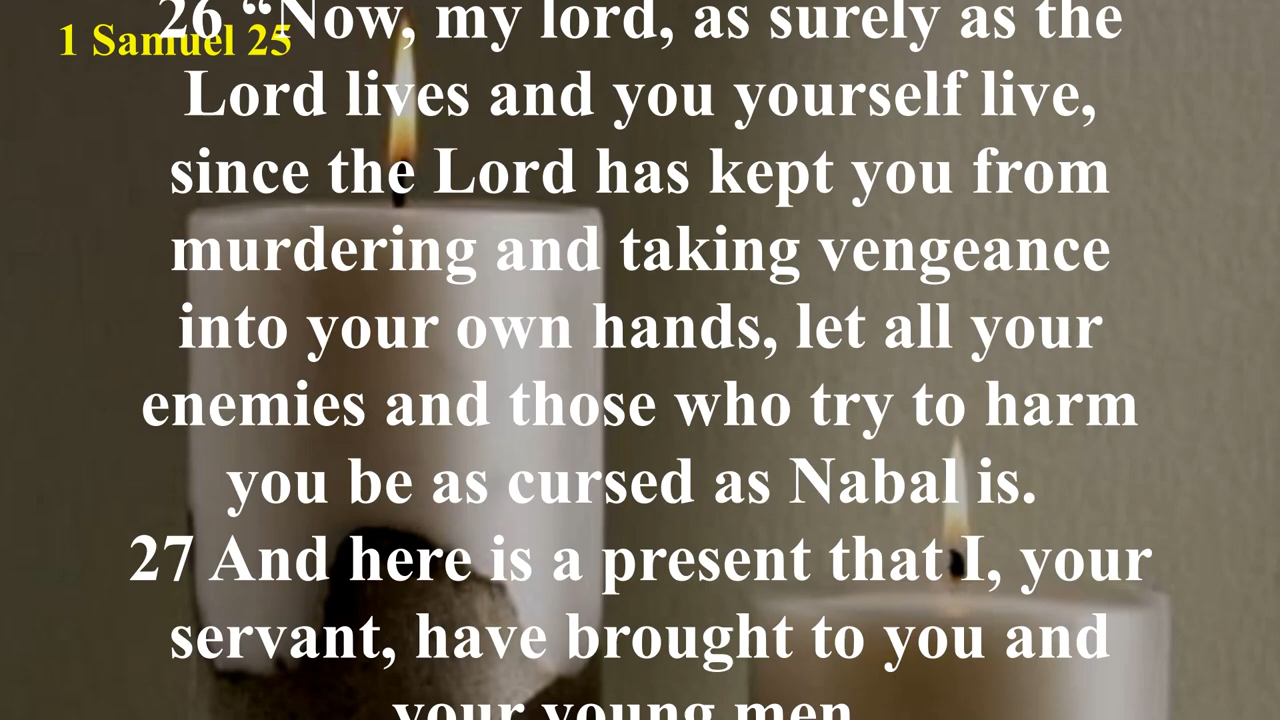 1 Samuel 25
26 “Now, my lord, as surely as the
Lord lives and you yourself live,
since the Lord has kept you from
murdering and taking vengeance
into your own hands, let all your
enemies and those who try to harm
you be as cursed as Nabal is.
27 And here is a present that I, your
servant, have brought to you and
your young men